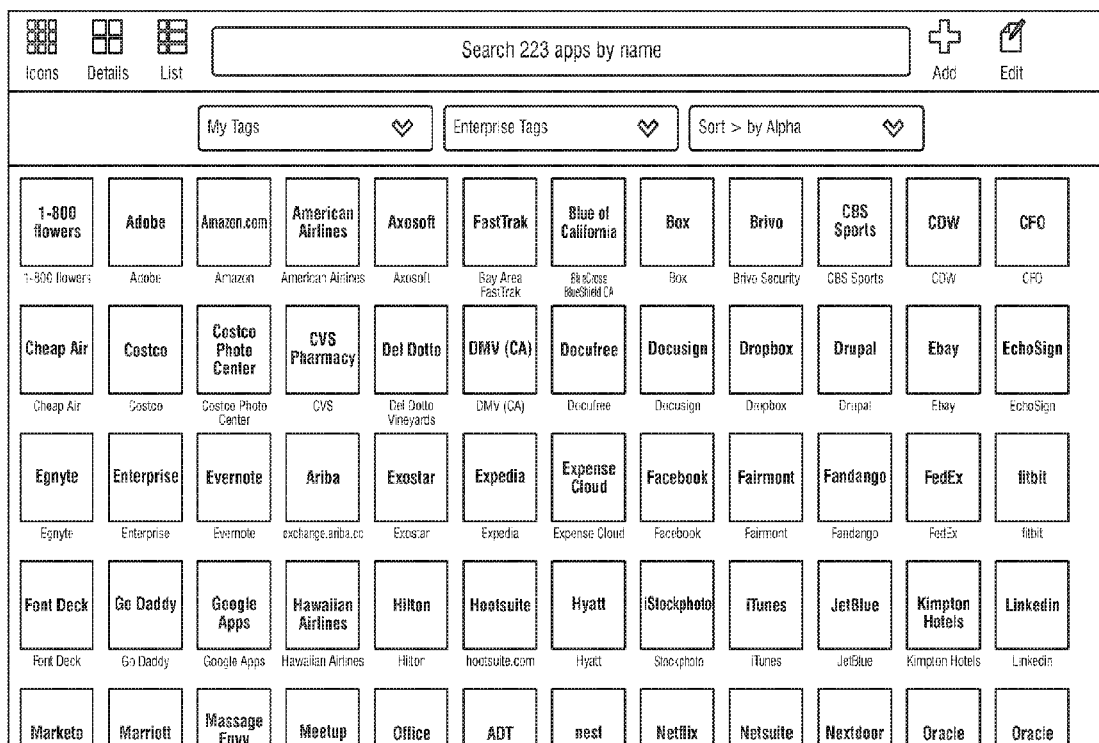 Search 223 apps by name
Icons Details List Add Edit
My Tags Enterprise Tags Sort > by Alpha
1-800 American Blue of CBS
flowers Adobe Amazon.com Airlines Axosoft FastTrak California Box Brivo Sports CDW CFO
1-800 flowers Adobe Amazon American Airlines Axosoft Bay Area BlueCross Box Brivo Security CBS Sports CDW CFO
FastTrak BlueShield CA
Costco
Cheap Air Costco Photo CVS Del Dotto DMV (CA) Docufree Docusign Dropbox Drupal Ebay EchoSign
Center Pharmacy
Cheap Air Costco Costco Photo CVS Del Dotto DMV (CA) Docufree Docusign Dropbox Drupal Ebay EchoSign
Center Vineyards
Egnyte Enterprise Evernote Ariba Exostar Expedia Expense Facebook Fairmont Fandango FedEx fitbit
Cloud
Egnyte Enterprise Evernote exchange.ariba.cc Exostar Expedia Expense Cloud Facebook Fairmont Fandango FedEx fitbit
Font Deck Go Daddy Google Hawaiian Hilton Hootsuite Hyatt iStockphoto iTunes JetBlue Kimpton Linkedin
Apps Airlines Hotels
Font Deck Go Daddy Google Apps Hawaiian Airlines Hilton hootsuite.com Hyatt iStockphoto iTunes JetBlue Kimpton Hotels Linkedin
Marketo Marriott Massage Meetup Office ADT nest Netflix Netsuite Nextdoor Oracle Oracle
Envy